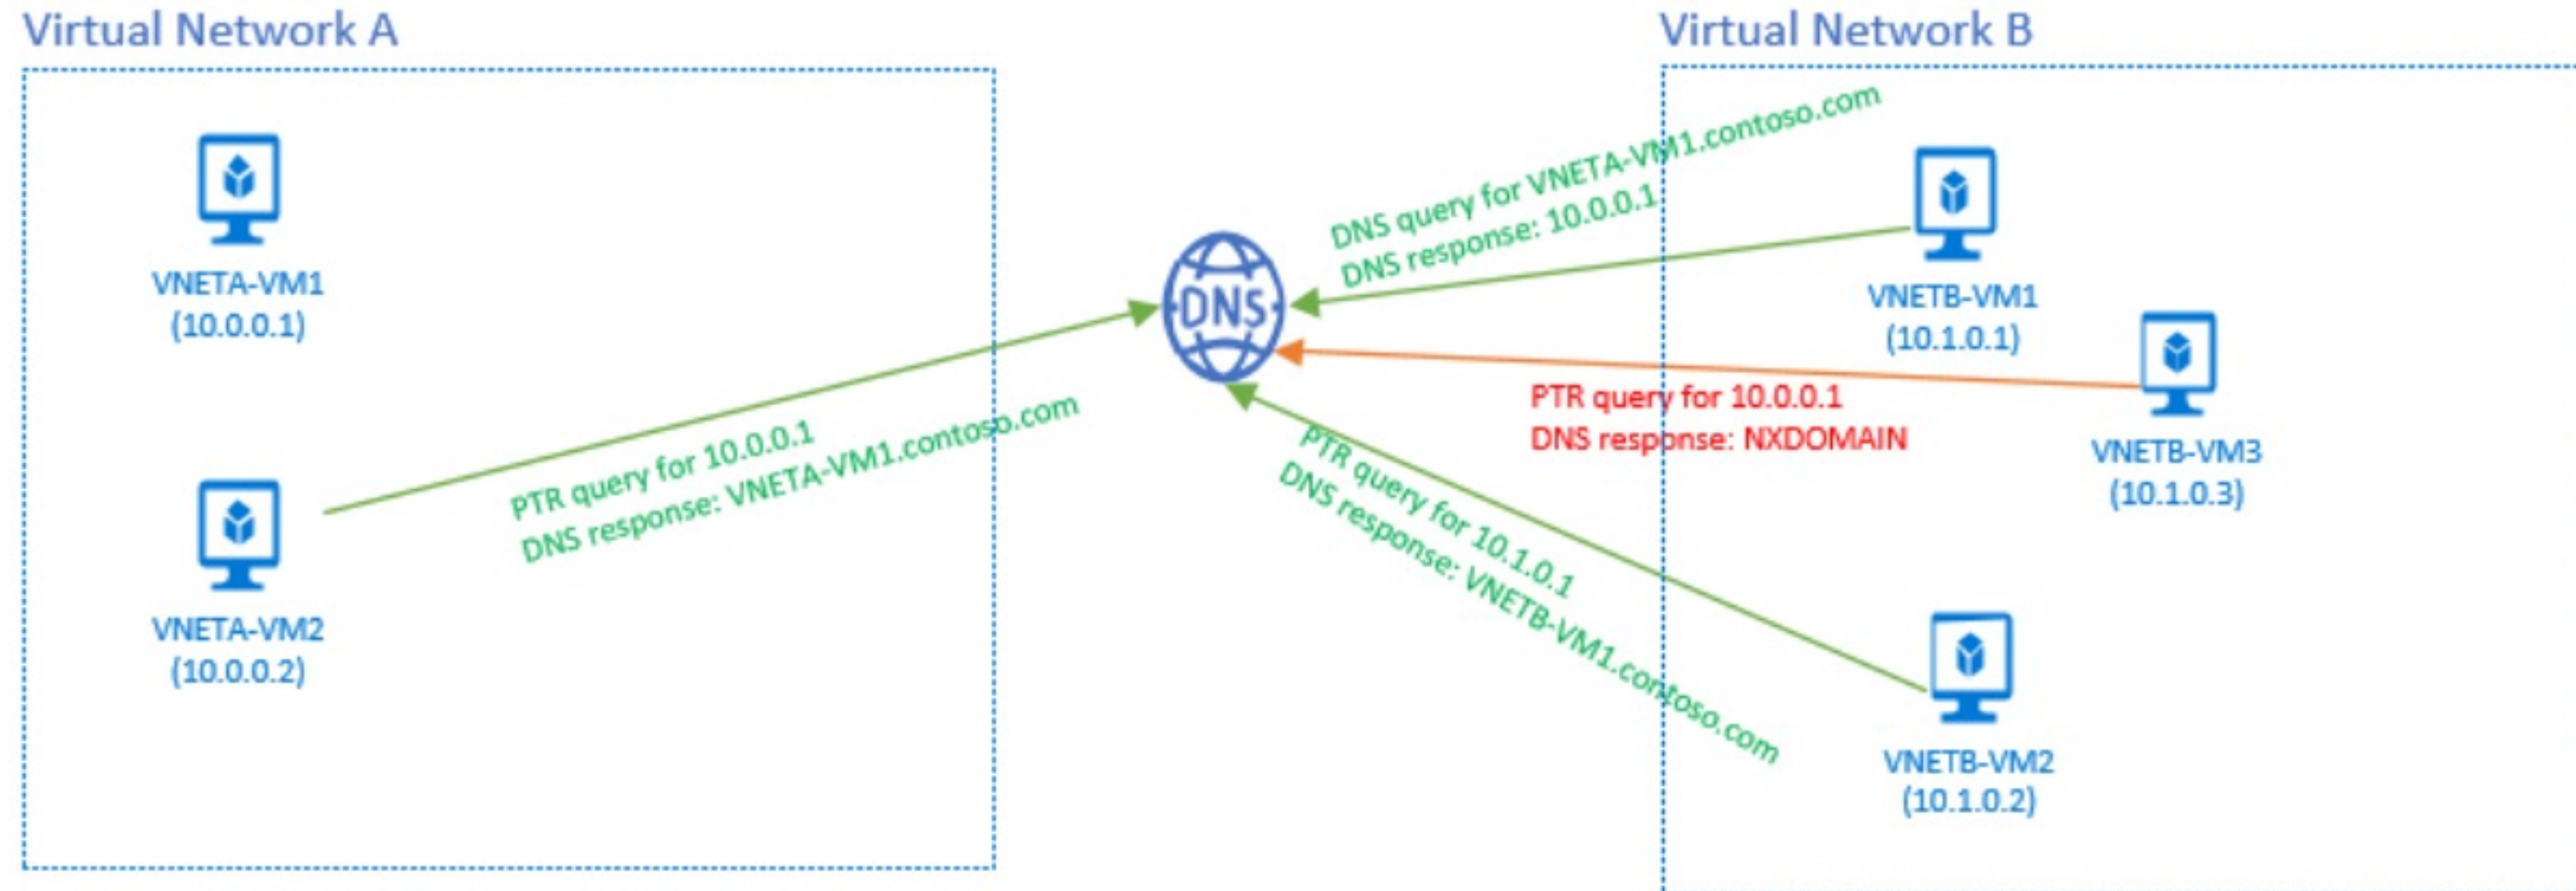 Virtual Network A
Virtual Network B
VNETA-VM1
(10.0.0.1)
VNETA-VM2
(10.0.0.2)
PTR query for 10.0.0.1
DNS response: VNETA-VM1.contoso.com
DNS
DNS query for VNETA-VM1.contoso.com
DNS response: 10.0.0.1
PTR query for 10.0.0.1
DNS response: NXDOMAIN
PTR query for 10.1.0.1
DNS response: VNETB-VM1.contoso.com
VNETB-VM1
(10.1.0.1)
VNETB-VM3
(10.1.0.3)
VNETB-VM2
(10.1.0.2)